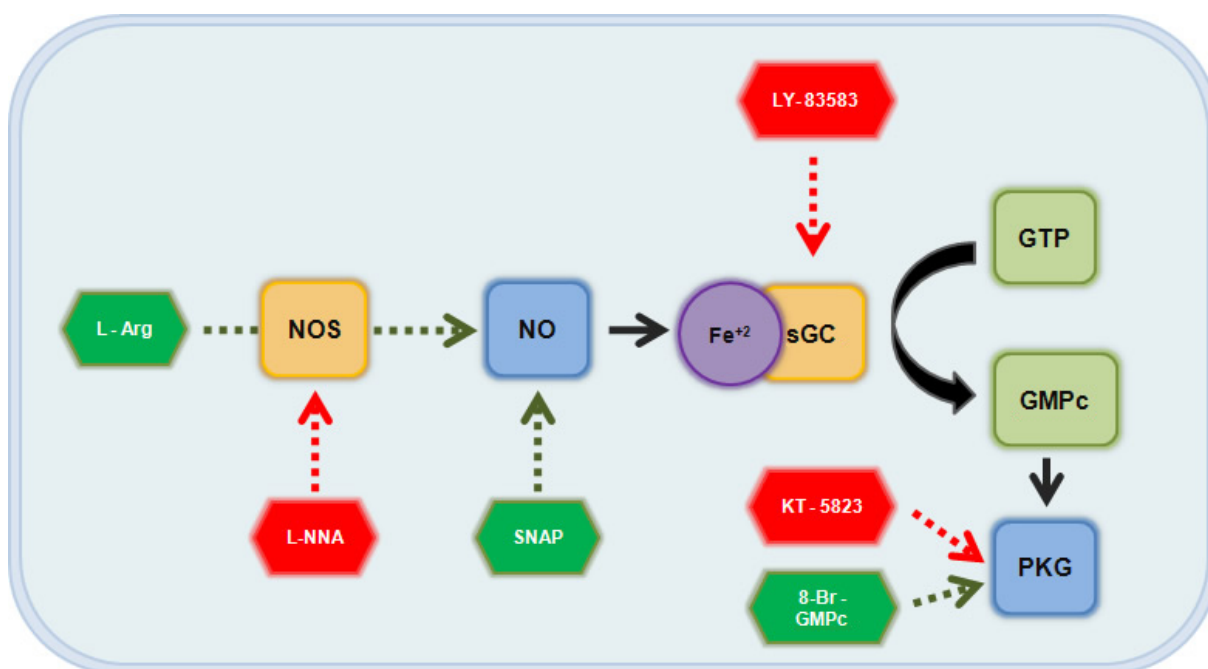 LY-83583
GTP
L - Arg
NOS
NO
Fe+2
sGC
GMPc
KT - 5823
L-NNA
SNAP
PKG
8-Br -
GMPc